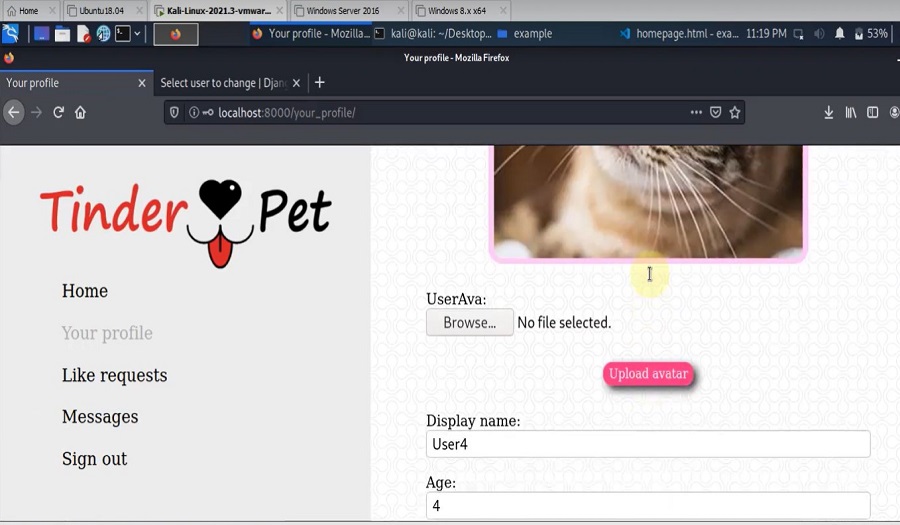 Home
Ubuntu18.04
Kali-Linux-2021.3-vmwar...
Windows Server 2016
Windows 8.x x64
Your profile - Mozilla...
kali@kali: ~/Desktop...
example
homepage.html - exa...
11:19 PM
53%
Your profile - Mozilla Firefox
Your profile
Select user to change | Djan
localhost:8000/your_profile/
Tinder Pet
Home
Your profile
Like requests
Messages
Sign out
UserAva:
Browse... No file selected.
Upload avatar
Display name:
User4
Age:
4